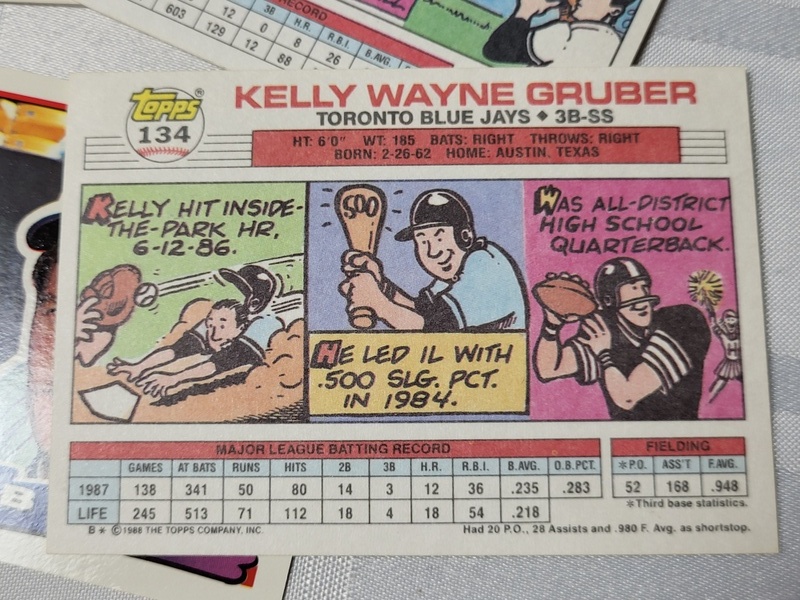 RECORD
3B H.R. R.B.I. B.AVG.
603 129 12 0 8 26
12 88
topps®
134
KELLY WAYNE GRUBER
TORONTO BLUE JAYS ◆ 3B-SS
HT: 6'0" WT: 185 BATS: RIGHT THROWS: RIGHT
BORN: 2-26-62 HOME: AUSTIN, TEXAS
KELLY HIT INSIDE-
THE-PARK HR,
6-12-86.
500
HE LED IL WITH
.500 SLG. PCT.
IN 1984.
WAS ALL-DISTRICT
HIGH SCHOOL
QUARTERBACK.
MAJOR LEAGUE BATTING RECORD
GAMES AT BATS RUNS HITS 2B 3B H.R. R.B.I. B.AVG. O.B.PCT.
1987 138 341 50 80 14 3 12 36 .235 .283
LIFE 245 513 71 112 18 4 18 54 .218
FIELDING
*P.O. ASS'T F.AVG.
52 168 .948
*Third base statistics.
B* ©1988 THE TOPPS COMPANY, INC.
Had 20 P.O., 28 Assists and .980 F. Avg. as shortstop.
B